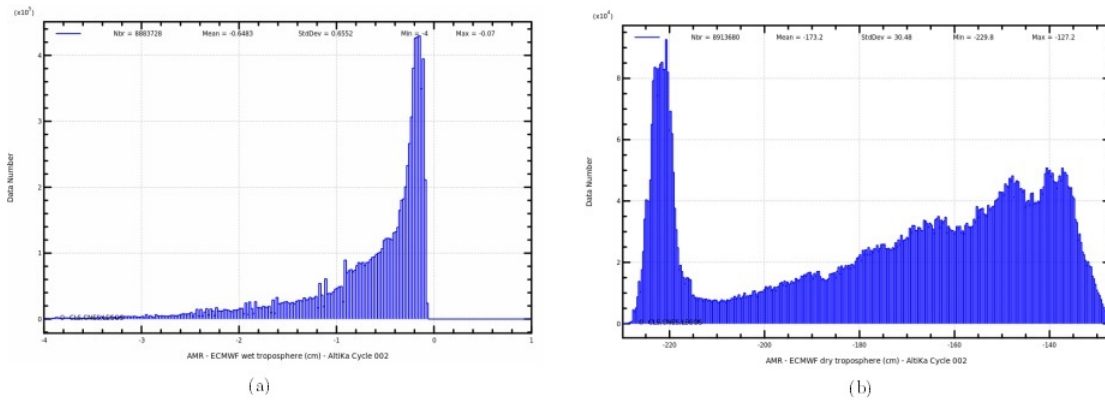 x10⁵
Nbr = 8883728 Mean = -0.6483 StdDev = 0.6552 Min = -4 Max = -0.07
4
3
2
1
0
Data Number
-4 -3 -2 -1 0 1
AMR - ECMWF wet troposphere (cm) - AltiKa Cycle 002
(a)
x10⁴
Nbr = 8913680 Mean = -173.2 StdDev = 30.48 Min = -229.8 Max = -127.2
8
6
4
2
0
Data Number
-220 -200 -180 -160 -140
AMR - ECMWF dry troposphere (cm) - AltiKa Cycle 002
(b)